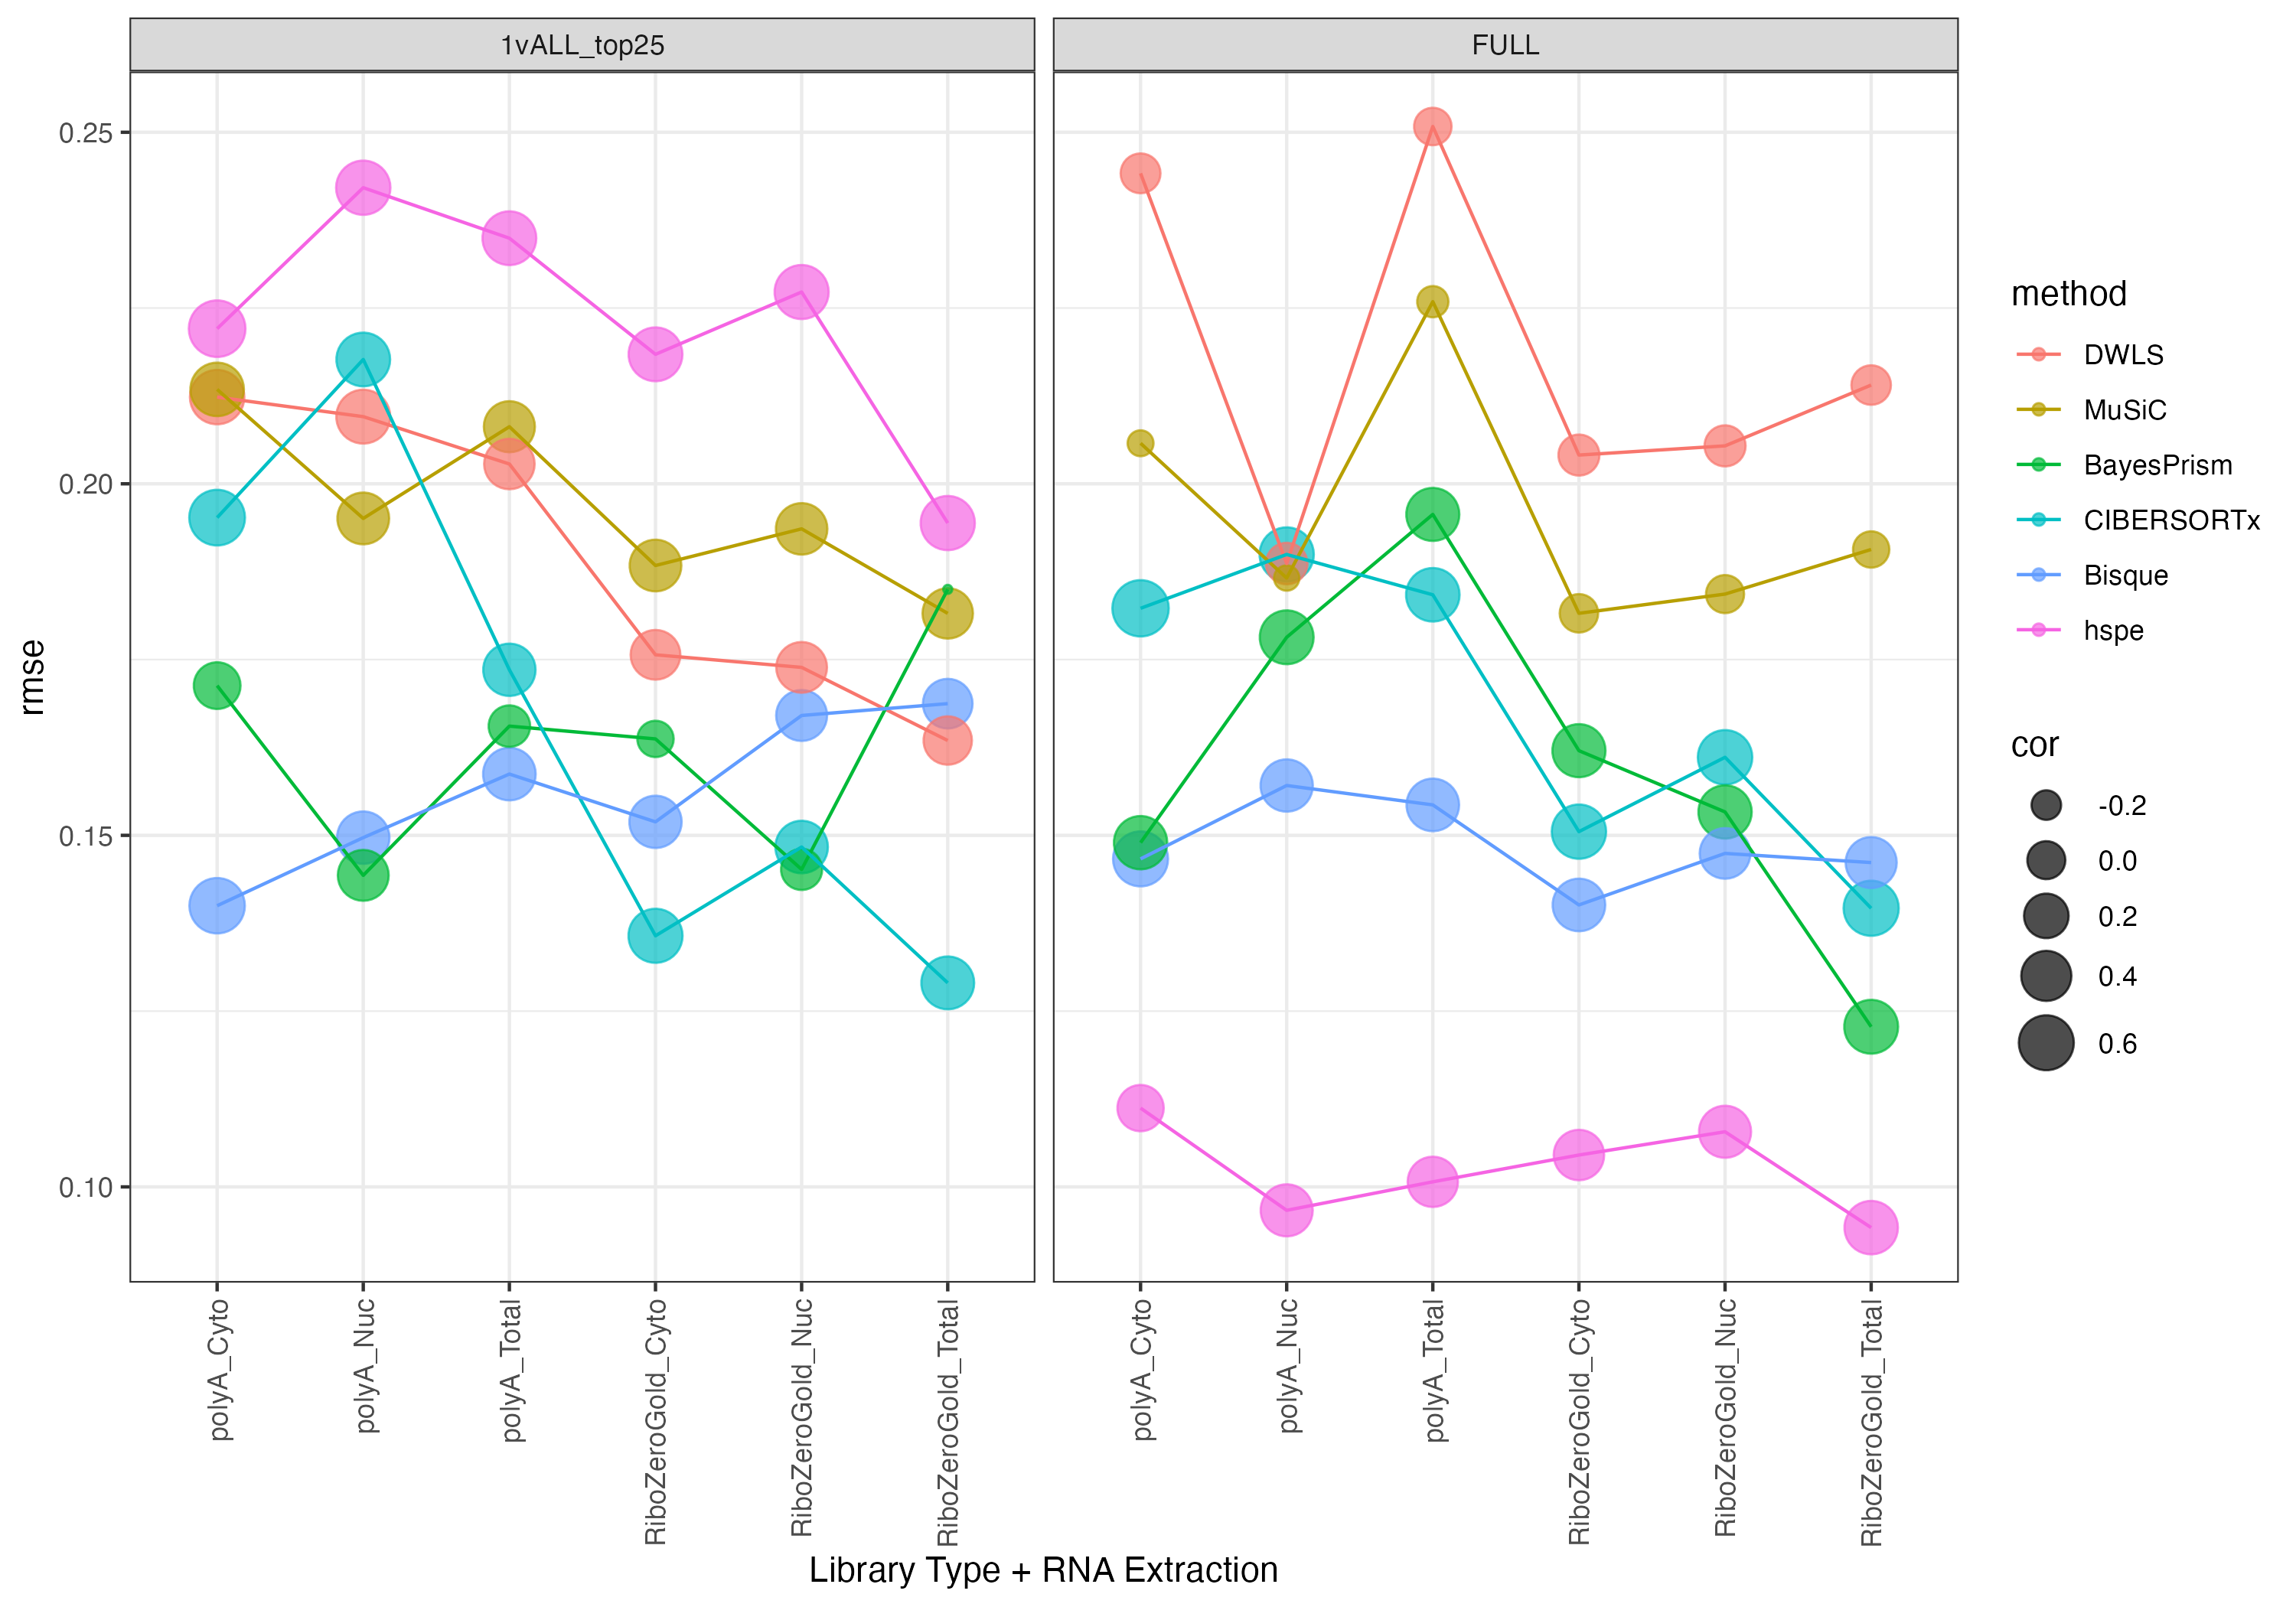 1vALL_top25
FULL
rmse
0.25
0.20
0.15
0.10
polyA_Cyto
polyA_Nuc
polyA_Total
RiboZeroGold_Cyto
RiboZeroGold_Nuc
RiboZeroGold_Total
polyA_Cyto
polyA_Nuc
polyA_Total
RiboZeroGold_Cyto
RiboZeroGold_Nuc
RiboZeroGold_Total
Library Type + RNA Extraction
method
DWLS
MuSiC
BayesPrism
CIBERSORTx
Bisque
hspe
cor
-0.2
0.0
0.2
0.4
0.6